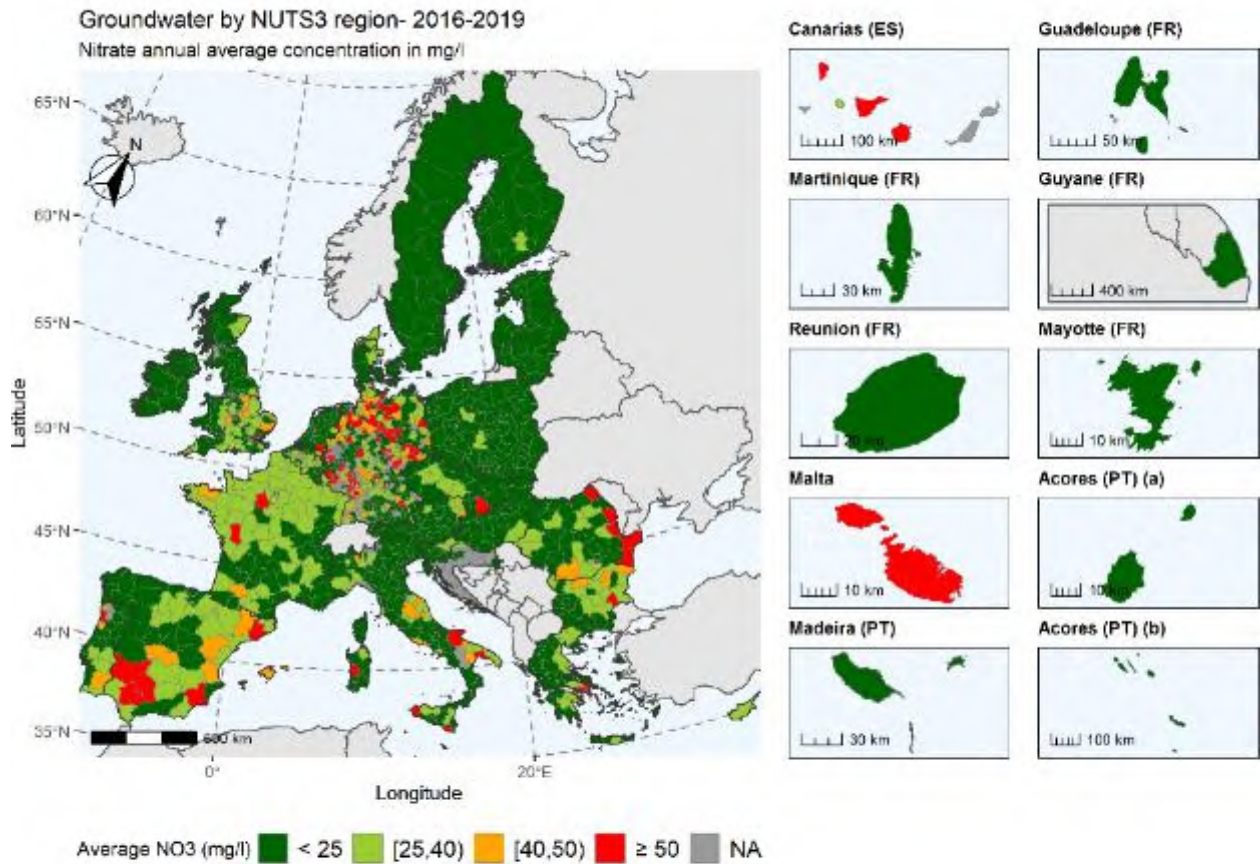 Groundwater by NUTS3 region- 2016-2019
Nitrate annual average concentration in mg/l
65°N
60°N
55°N
50°N
45°N
40°N
35°N
Latitude
N
600 km
0°
20°E
Longitude
Canarias (ES)
100 km
Guadeloupe (FR)
50 km
Martinique (FR)
30 km
Guyane (FR)
400 km
Reunion (FR)
Mayotte (FR)
10 km
Malta
10 km
Acores (PT) (a)
Madeira (PT)
30 km
Acores (PT) (b)
100 km
Average NO3 (mg/l) < 25 [25,40) [40,50) ≥ 50 NA